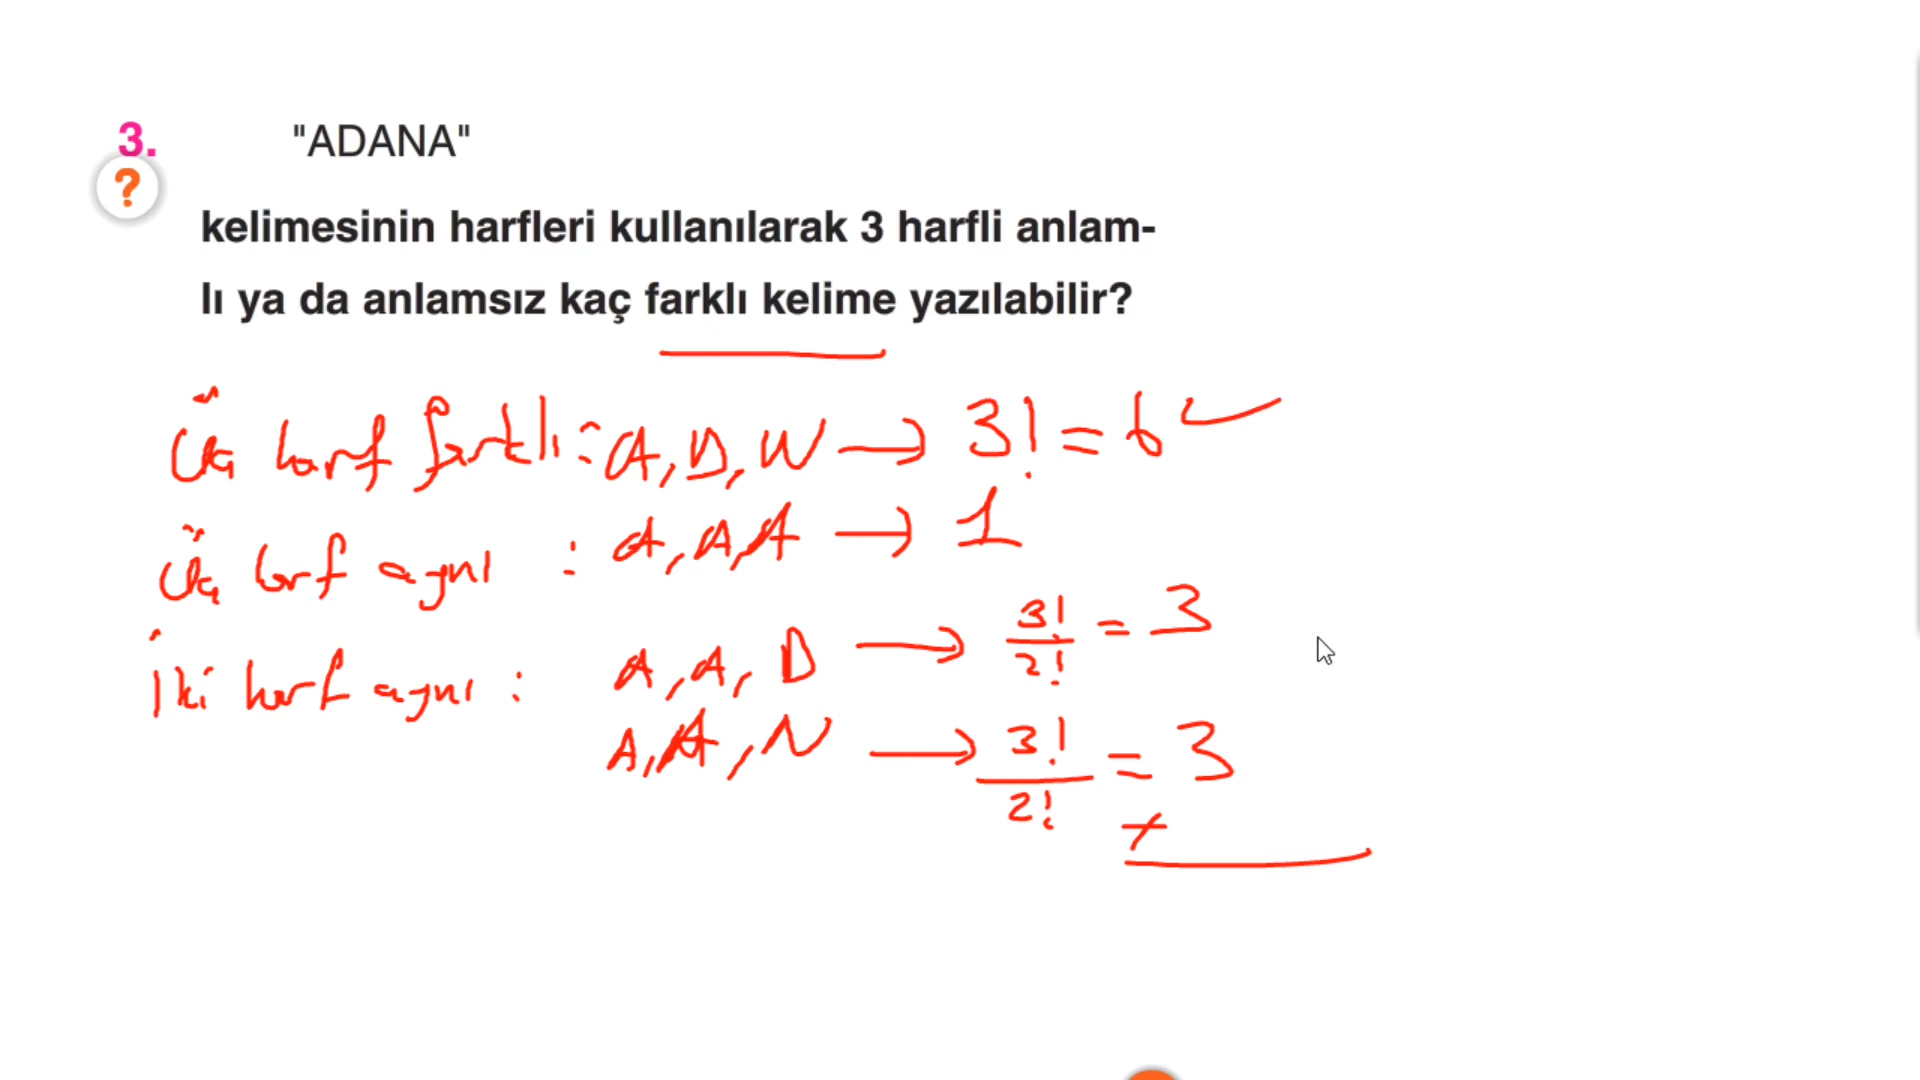 3. "ADANA"
?
kelimesinin harfleri kullanılarak 3 harfli anlam-
lı ya da anlamsız kaç farklı kelime yazılabilir?
Üç harf farklı : A, D, N → 3! = 6 ✓
Üç harf aynı : A, A, A → 1
İki harf aynı : A, A, D → 3!/2! = 3
A, A, N → 3!/2! = 3
+